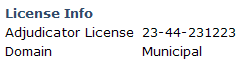 License Info
Adjudicator License 23-44-231223
Domain Municipal